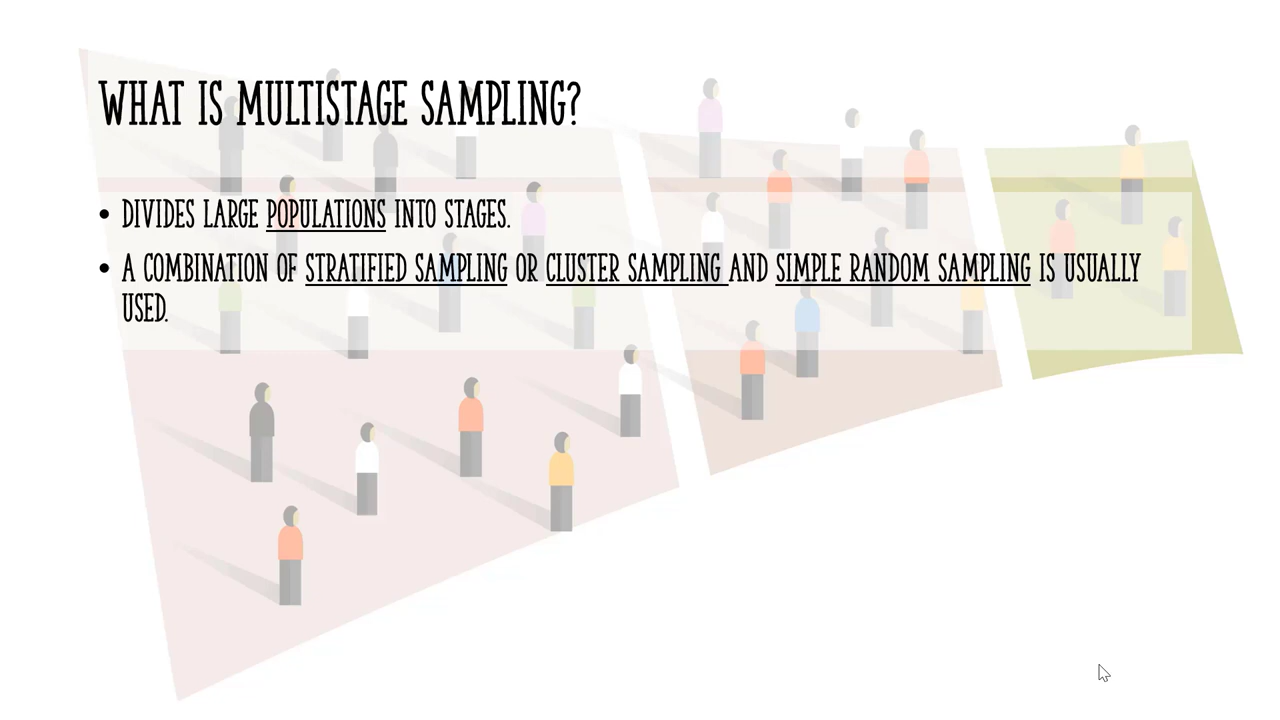 WHAT IS MULTISTAGE SAMPLING?
• DIVIDES LARGE POPULATIONS INTO STAGES.
• A COMBINATION OF STRATIFIED SAMPLING OR CLUSTER SAMPLING AND SIMPLE RANDOM SAMPLING IS USUALLY
USED.